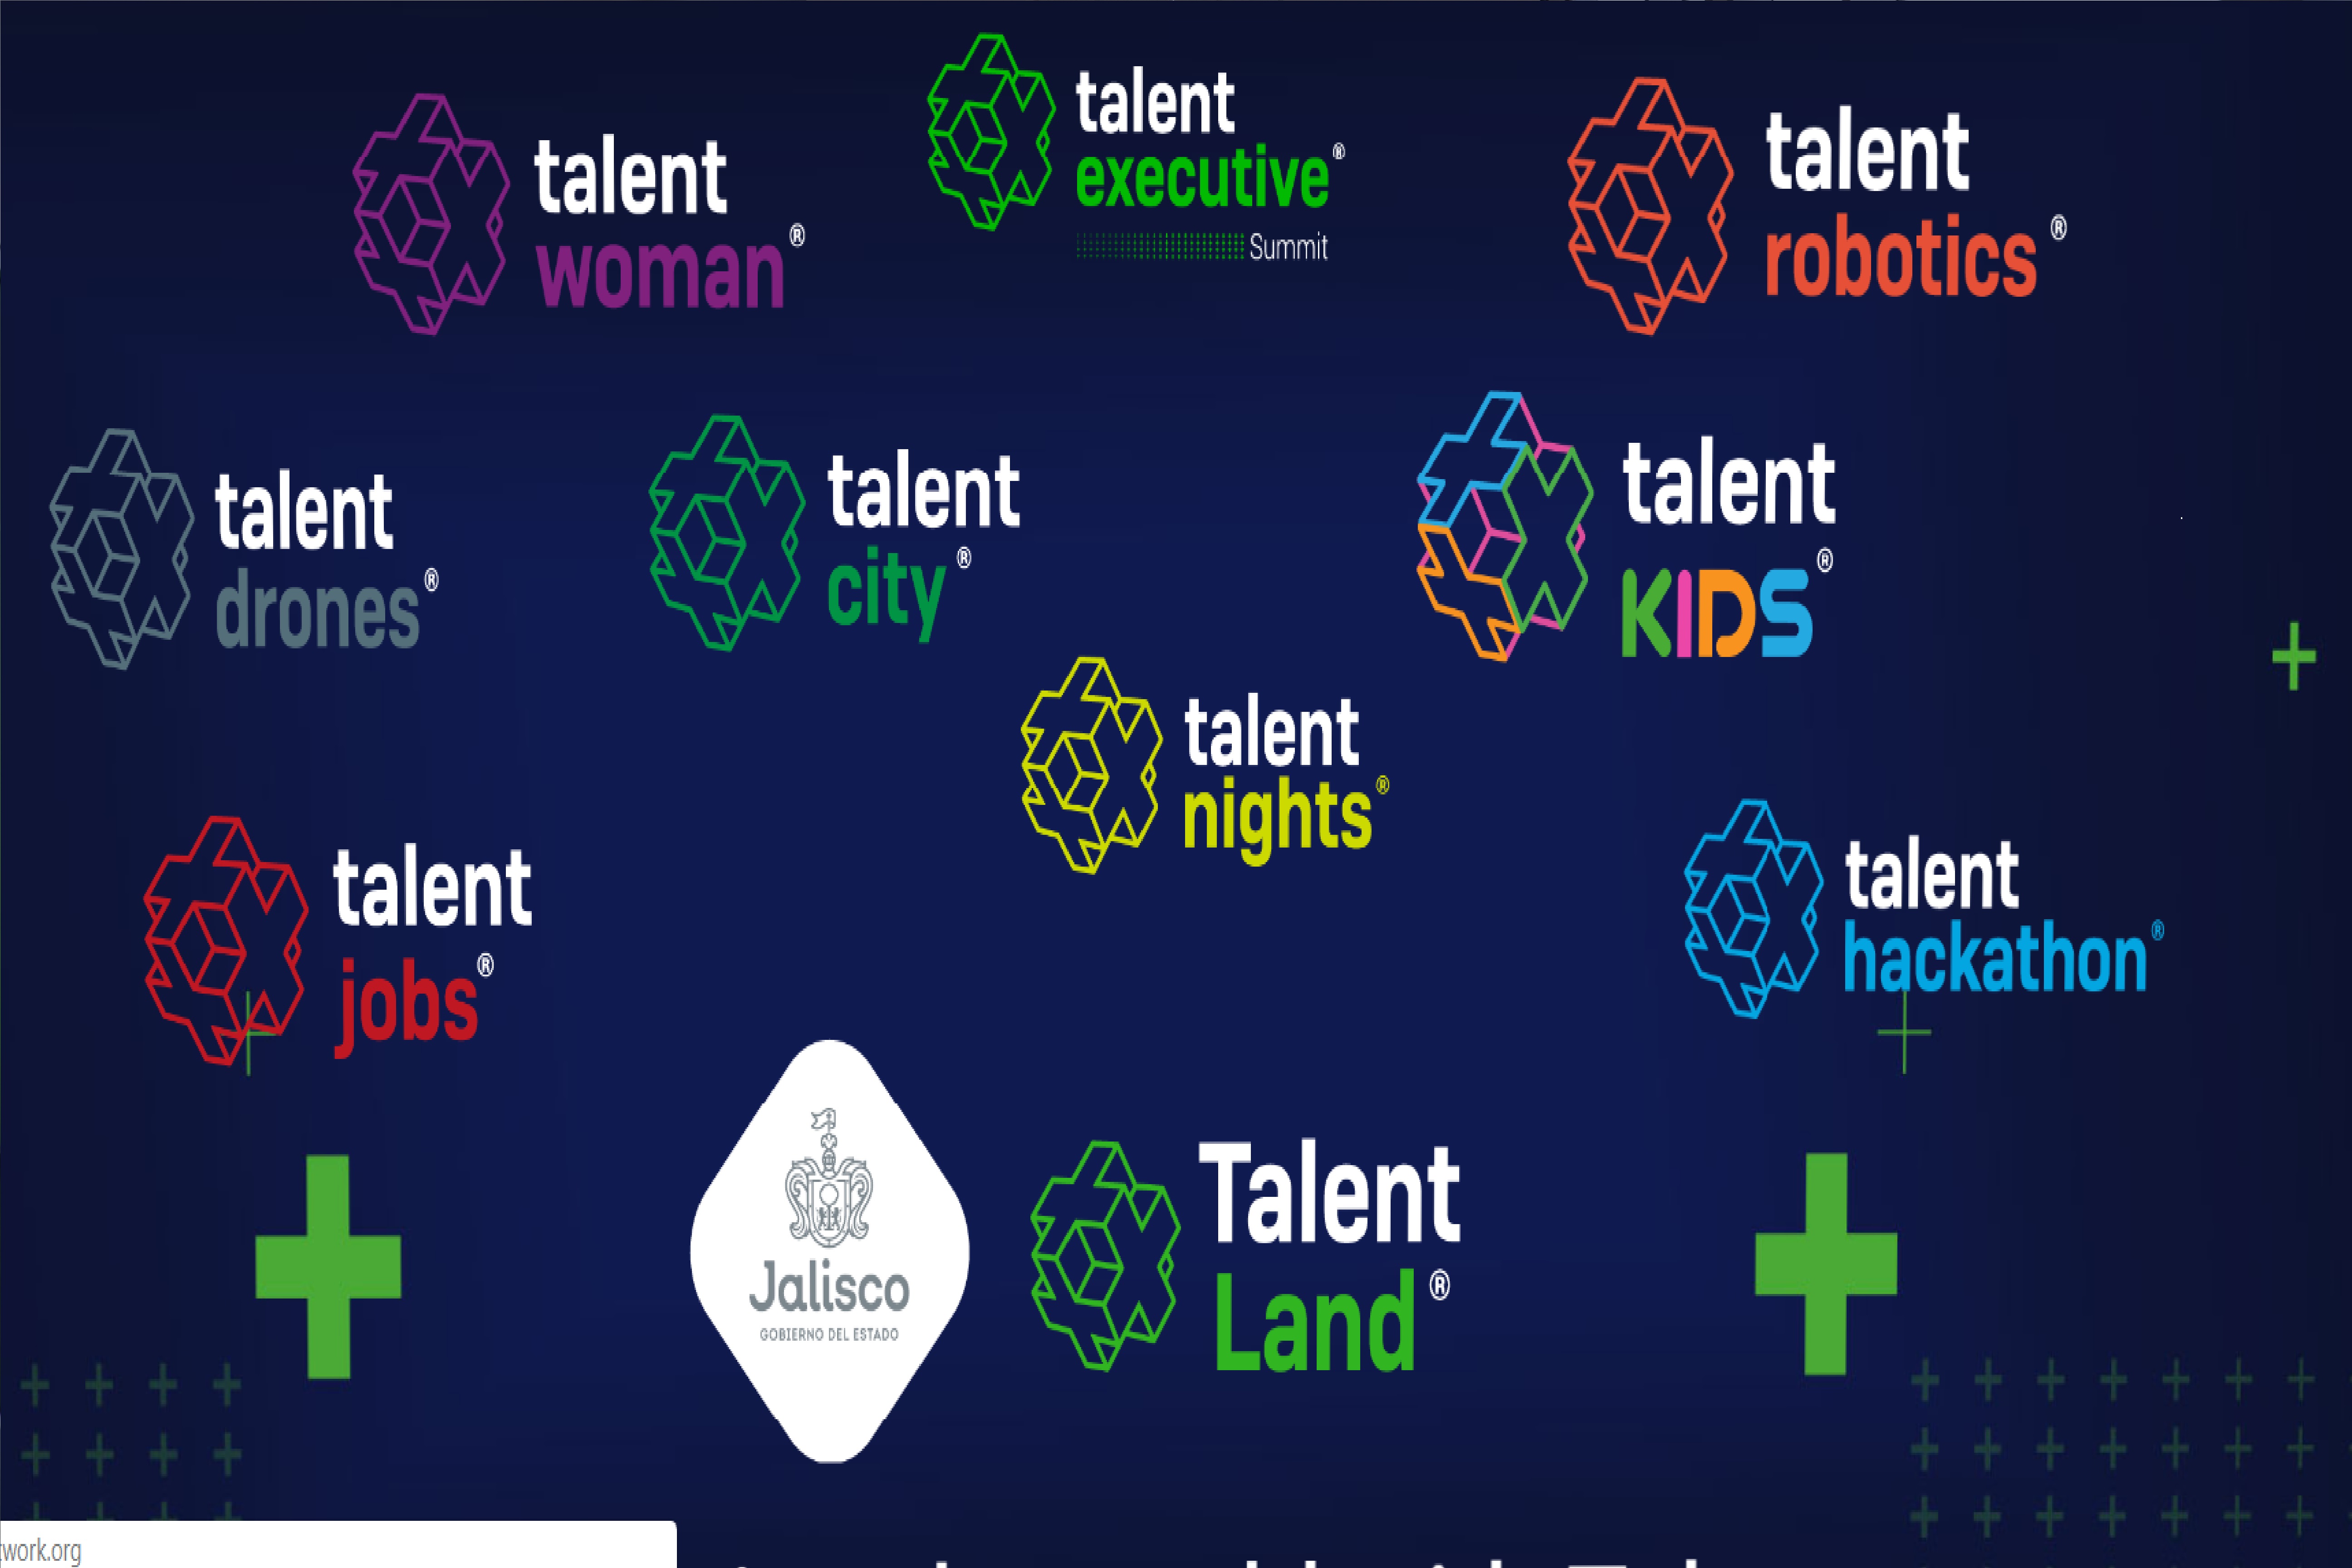 talent
woman®
talent
executive®
Summit
talent
robotics®
talent
drones®
talent
city®
talent
KIDS®
talent
nights®
talent
jobs®
talent
hackathon®
Jalisco
GOBIERNO DEL ESTADO
Talent
Land®
work.org